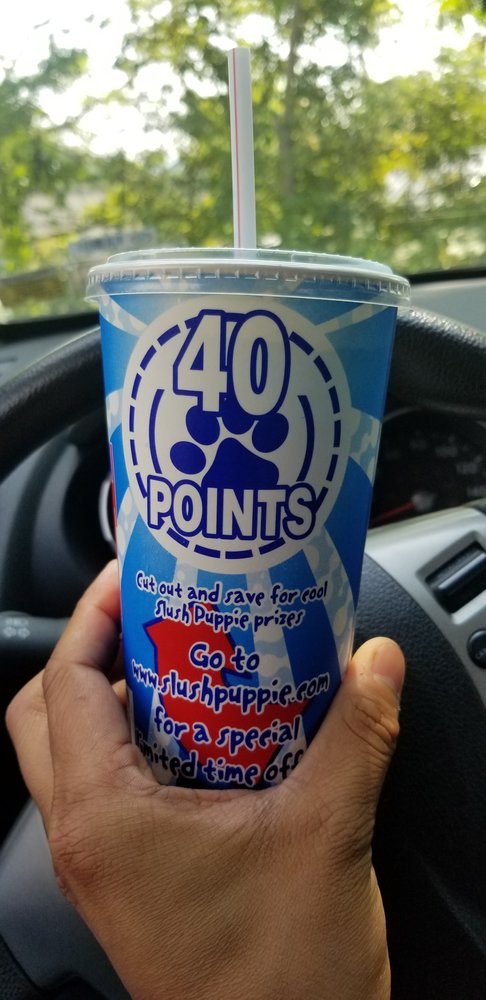 40
POINTS
Cut out and save for cool
Slush Puppie prizes
Go to
www.slushpuppie.com
for a special
limited time